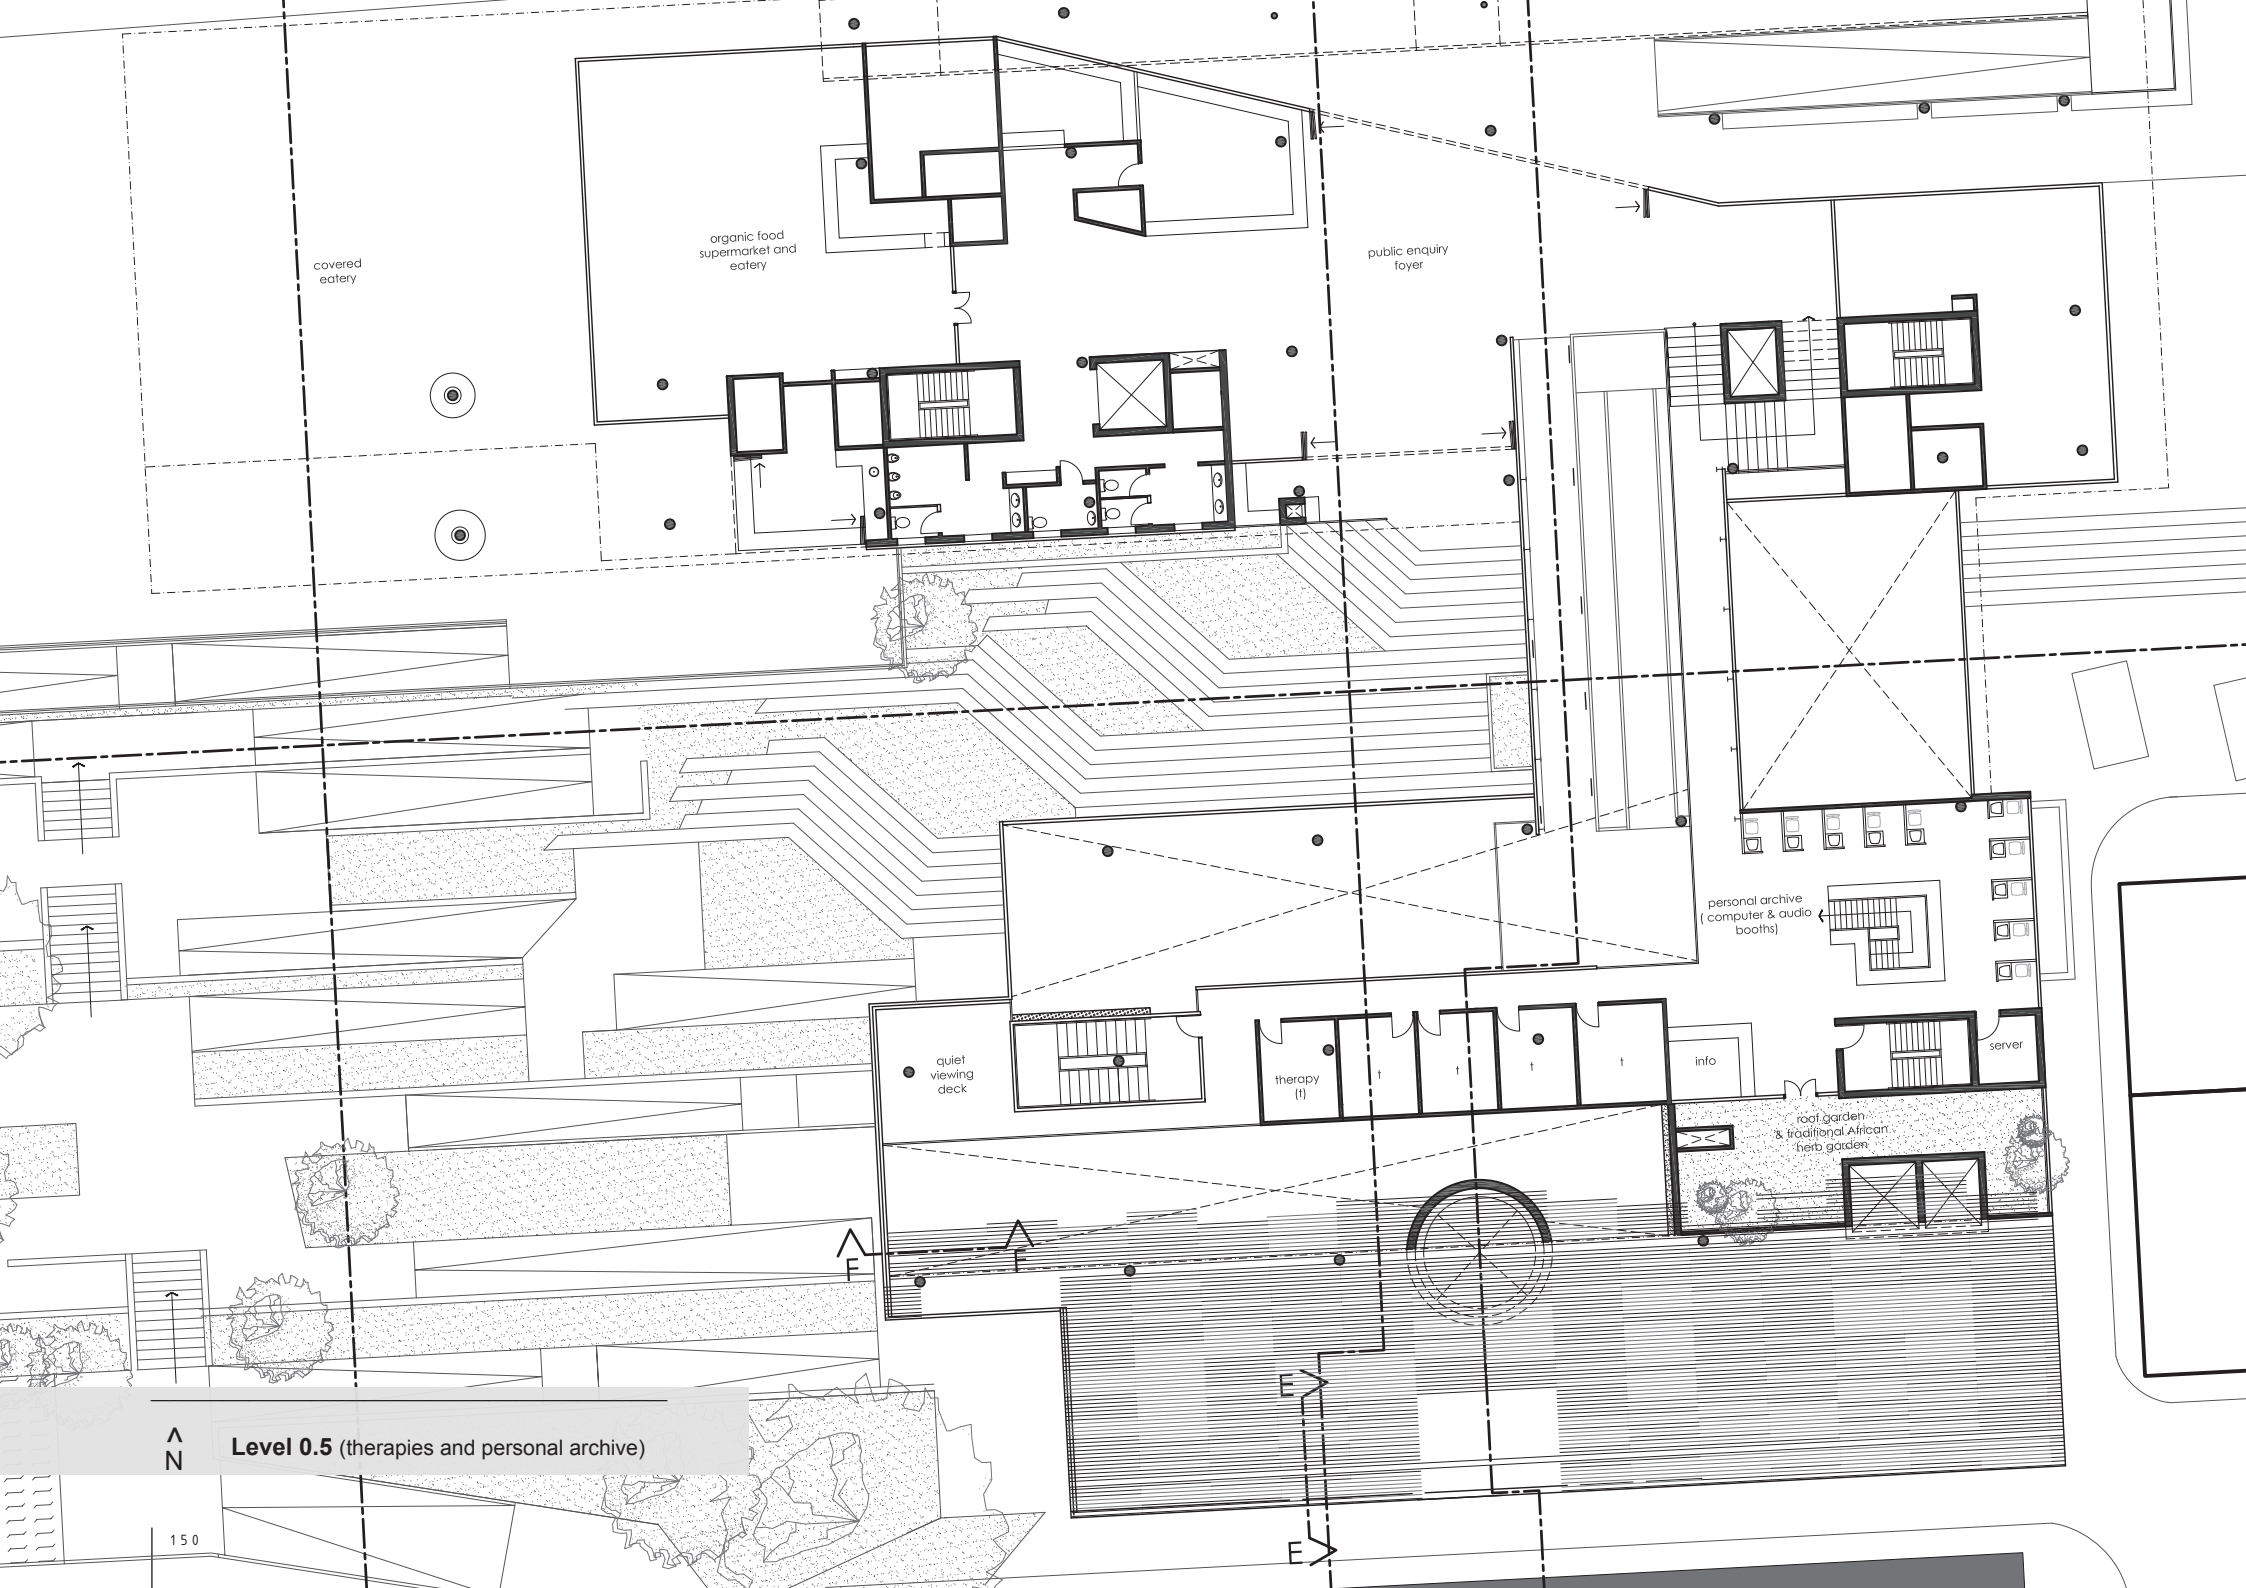 organic food
supermarket and
eatery
covered
eatery
public enquiry
foyer
personal archive
( computer & audio
booths)
quiet
viewing
deck
therapy
(t)
t
t
t
t
info
server
roof garden
& traditional African
herb garden
F
F
E
E
N
Level 0.5 (therapies and personal archive)
150